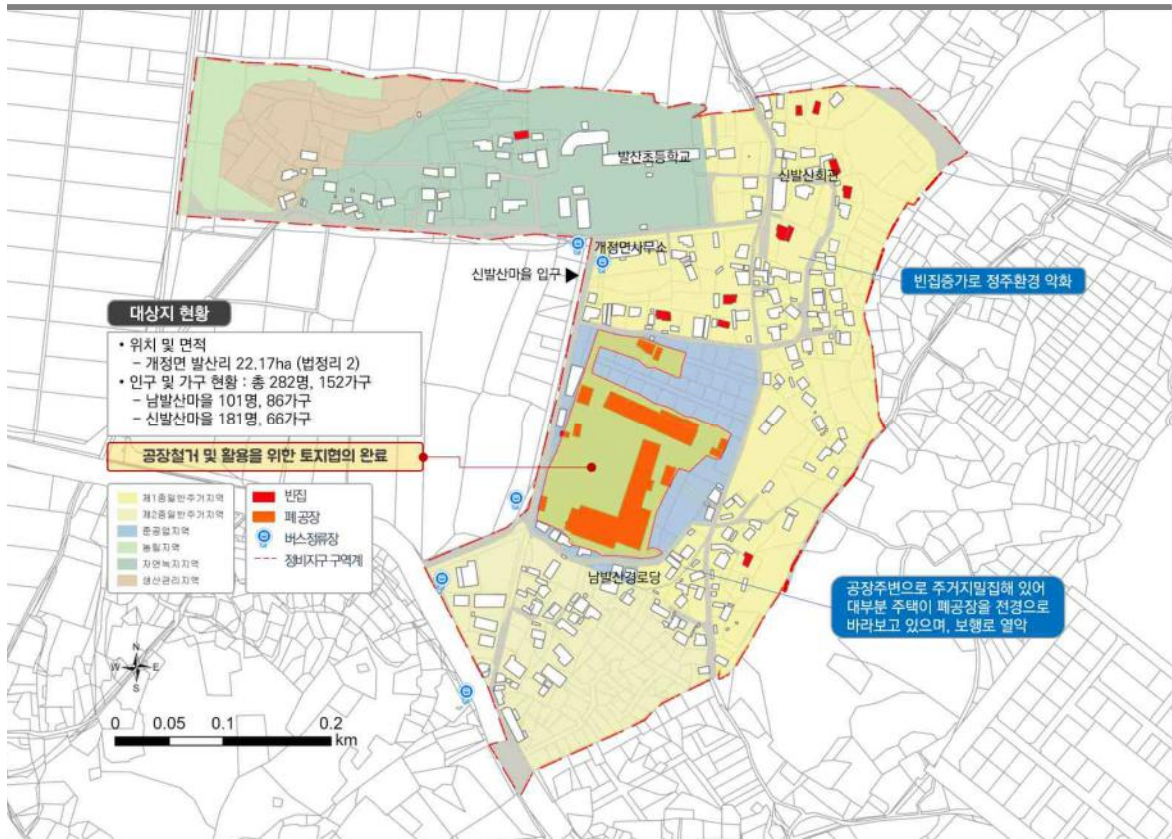 발산초등학교
신발산회관
개정면사무소
신발산마을 입구 ▶
빈집증가로 정주환경 악화
대상지 현황
• 위치 및 면적
– 개정면 발산리 22.17ha (법정리 2)
• 인구 및 가구 현황 : 총 282명, 152가구
– 남발산마을 101명, 86가구
– 신발산마을 181명, 66가구
공장철거 및 활용을 위한 토지협의 완료
제1종일반주거지역
제2종일반주거지역
준공업지역
농림지역
자연녹지지역
생산관리지역
빈집
폐공장
버스정류장
정비지구 구역계
남발산경로당
공장주변으로 주거지밀집해 있어
대부분 주택이 폐공장을 전경으로
바라보고 있으며, 보행로 열악
N
W E
S
0 0.05 0.1 0.2
km